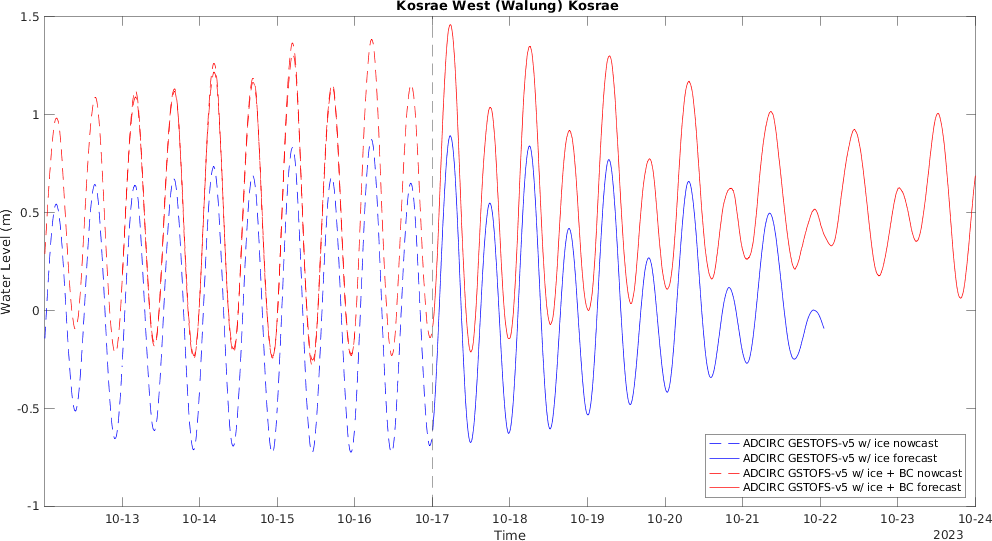 Kosrae West (Walung) Kosrae
1.5
1
0.5
0
-0.5
-1
Water Level (m)
10-13 10-14 10-15 10-16 10-17 10-18 10-19 10-20 10-21 10-22 10-23 10-24
Time
2023
ADCIRC GESTOFS-v5 w/ ice nowcast
ADCIRC GESTOFS-v5 w/ ice forecast
ADCIRC GSTOFS-v5 w/ ice + BC nowcast
ADCIRC GSTOFS-v5 w/ ice + BC forecast